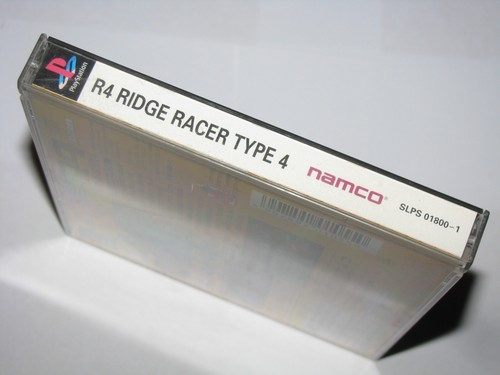 PlayStation
R4 RIDGE RACER TYPE 4
namco
SLPS 01800-1